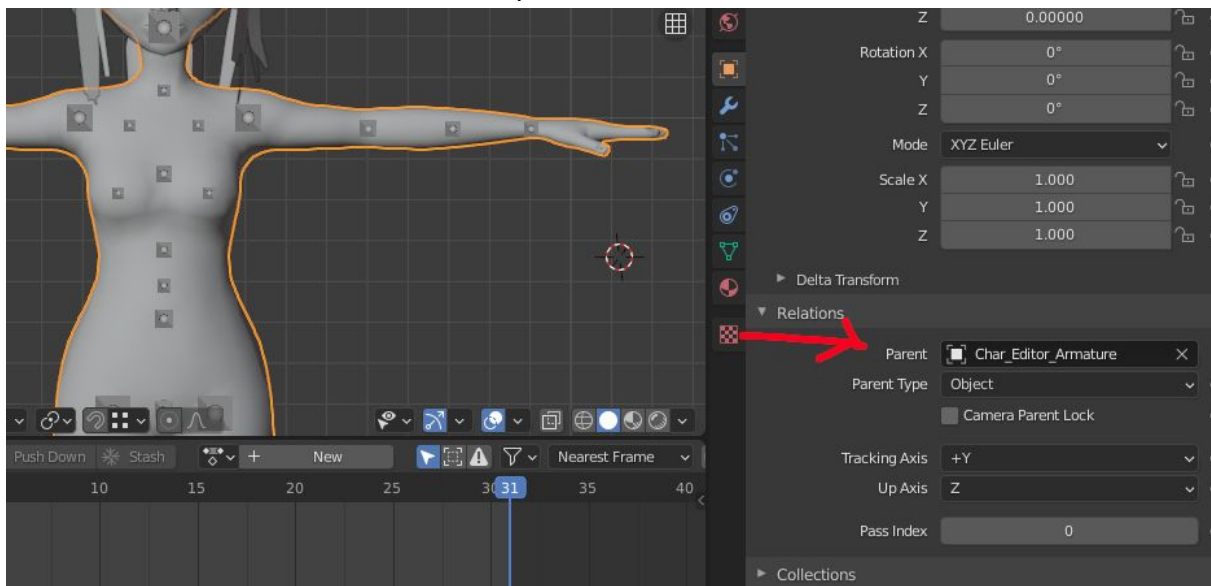 Z 0.00000
Rotation X 0°
Y 0°
Z 0°
Mode XYZ Euler
Scale X 1.000
Y 1.000
Z 1.000
Delta Transform
Relations
Parent Char_Editor_Armature
Parent Type Object
Camera Parent Lock
Tracking Axis +Y
Up Axis Z
Pass Index 0
Collections
Push Down Stash New Nearest Frame
10 15 20 25 30 31 35 40